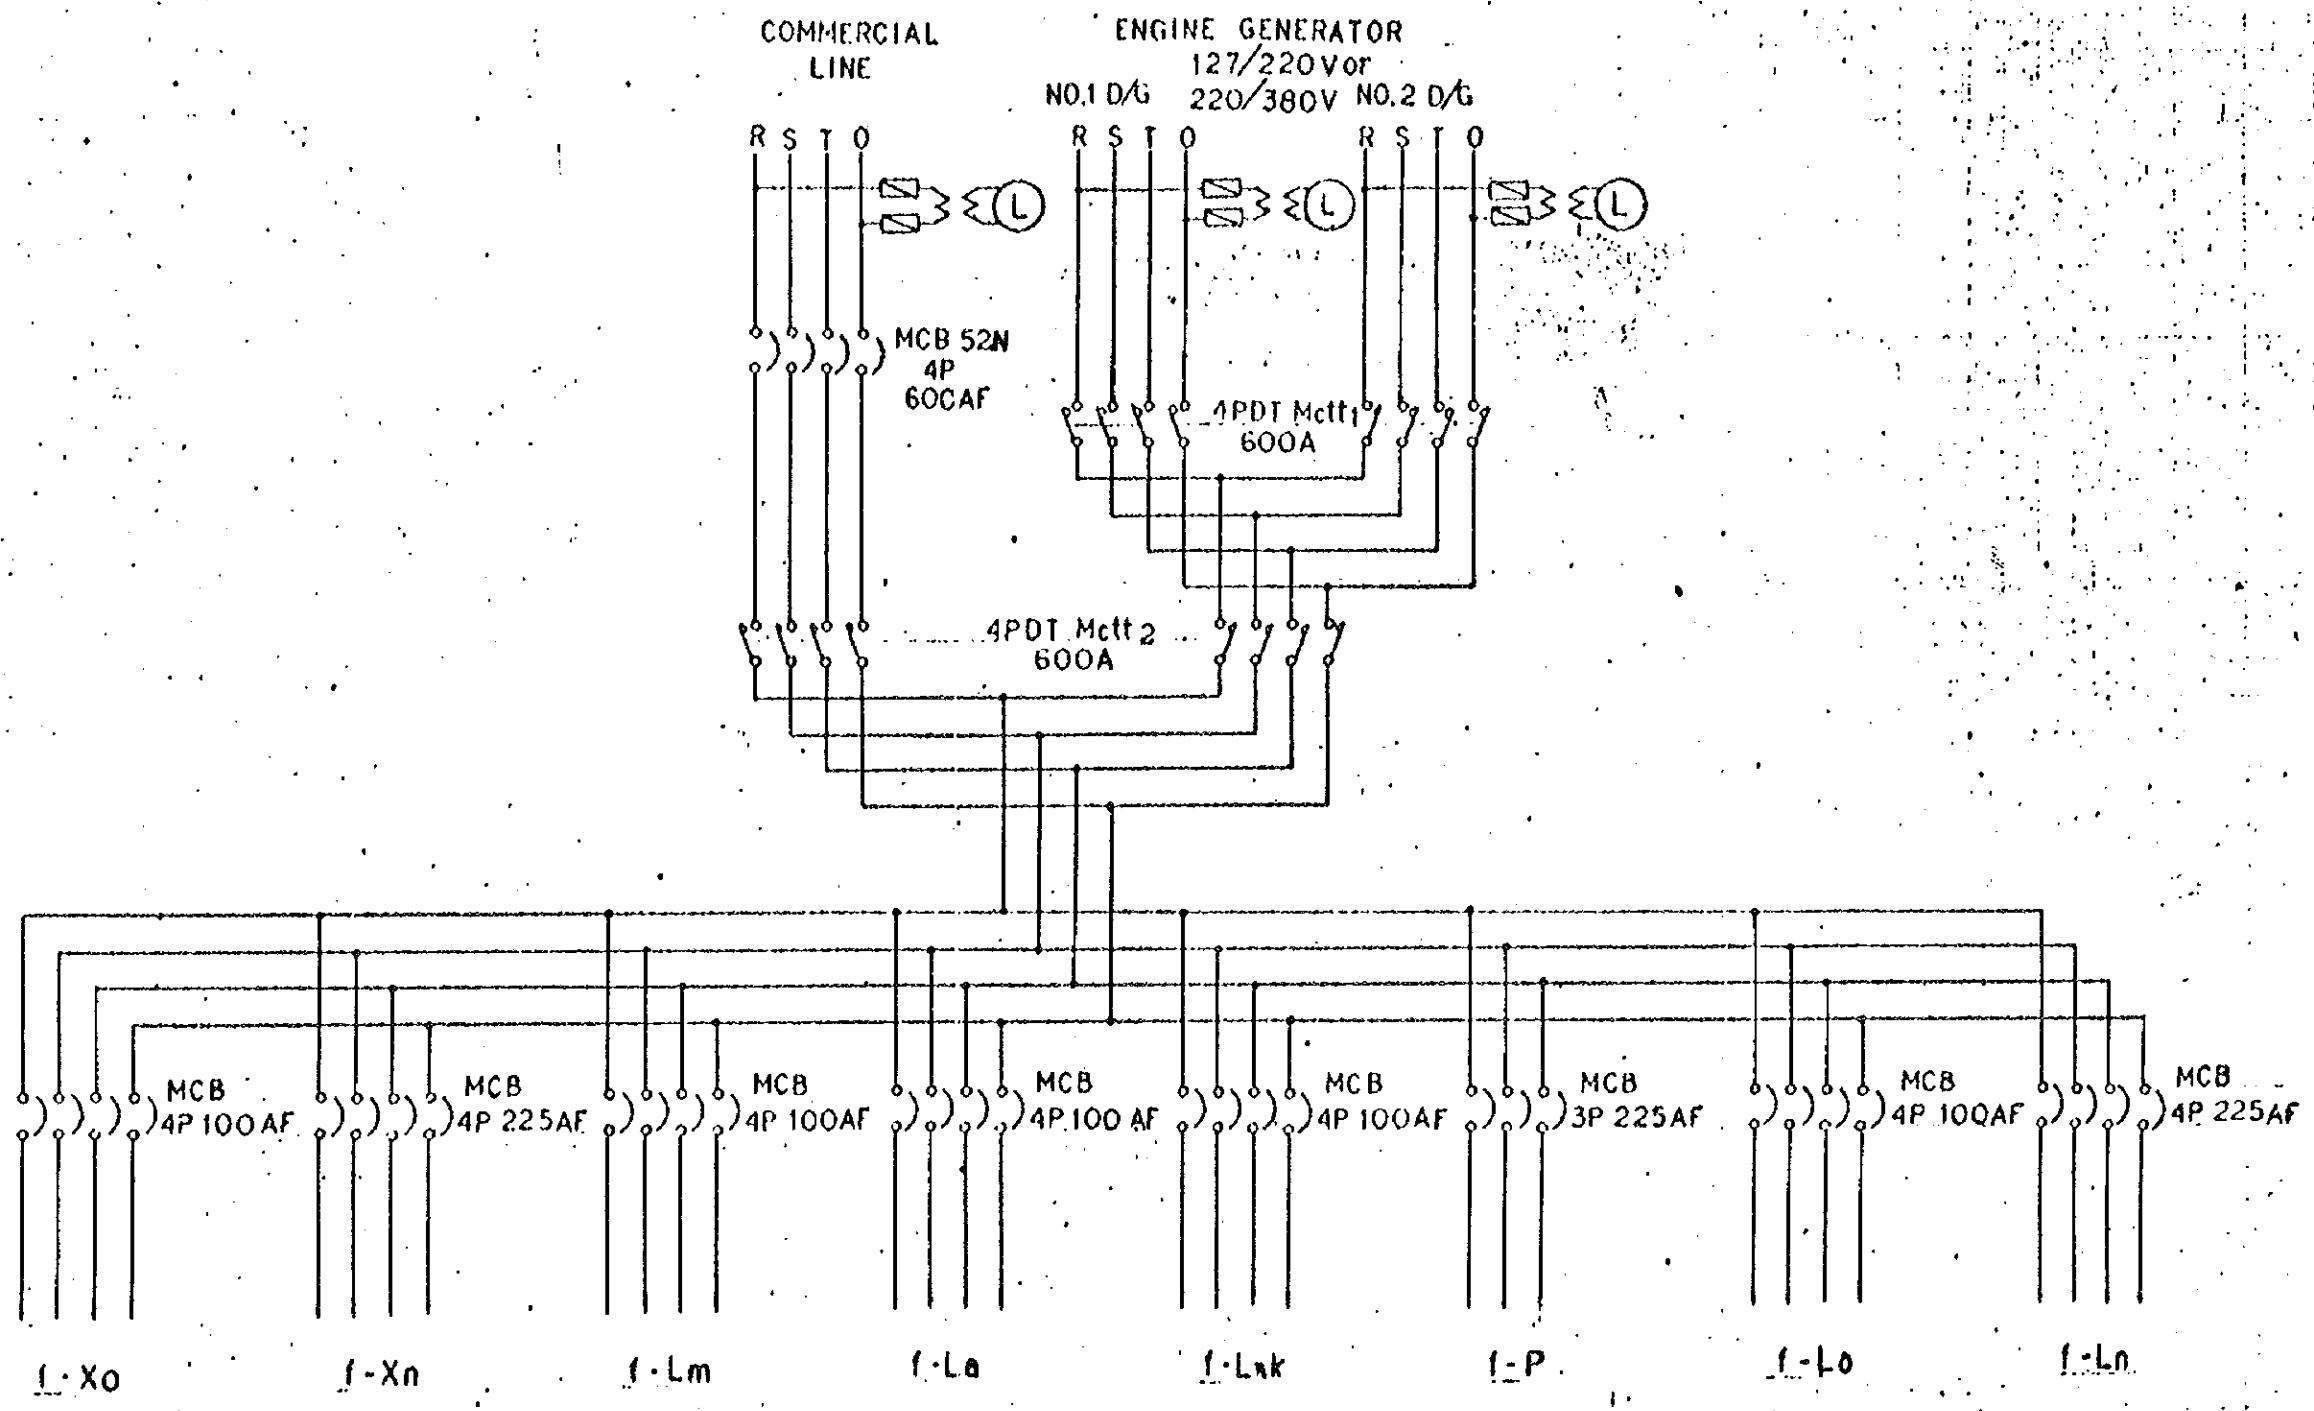 COMMERCIAL
LINE
ENGINE GENERATOR
127/220V or
NO.1 D/G 220/380V NO.2 D/G
R S T O
R S T O
R S T O
L
L
L
MCB 52N
4P
600AF
4PDT Mctt1
600A
4PDT Mctt2
600A
MCB
4P 100AF
MCB
4P 225AF
MCB
4P 100AF
MCB
4P 100AF
MCB
4P 100AF
MCB
3P 225AF
MCB
4P 100AF
MCB
4P 225AF
f-Xo
f-Xn
f-Lm
f-La
f-Lnk
f-P
f-Lo
f-Ln